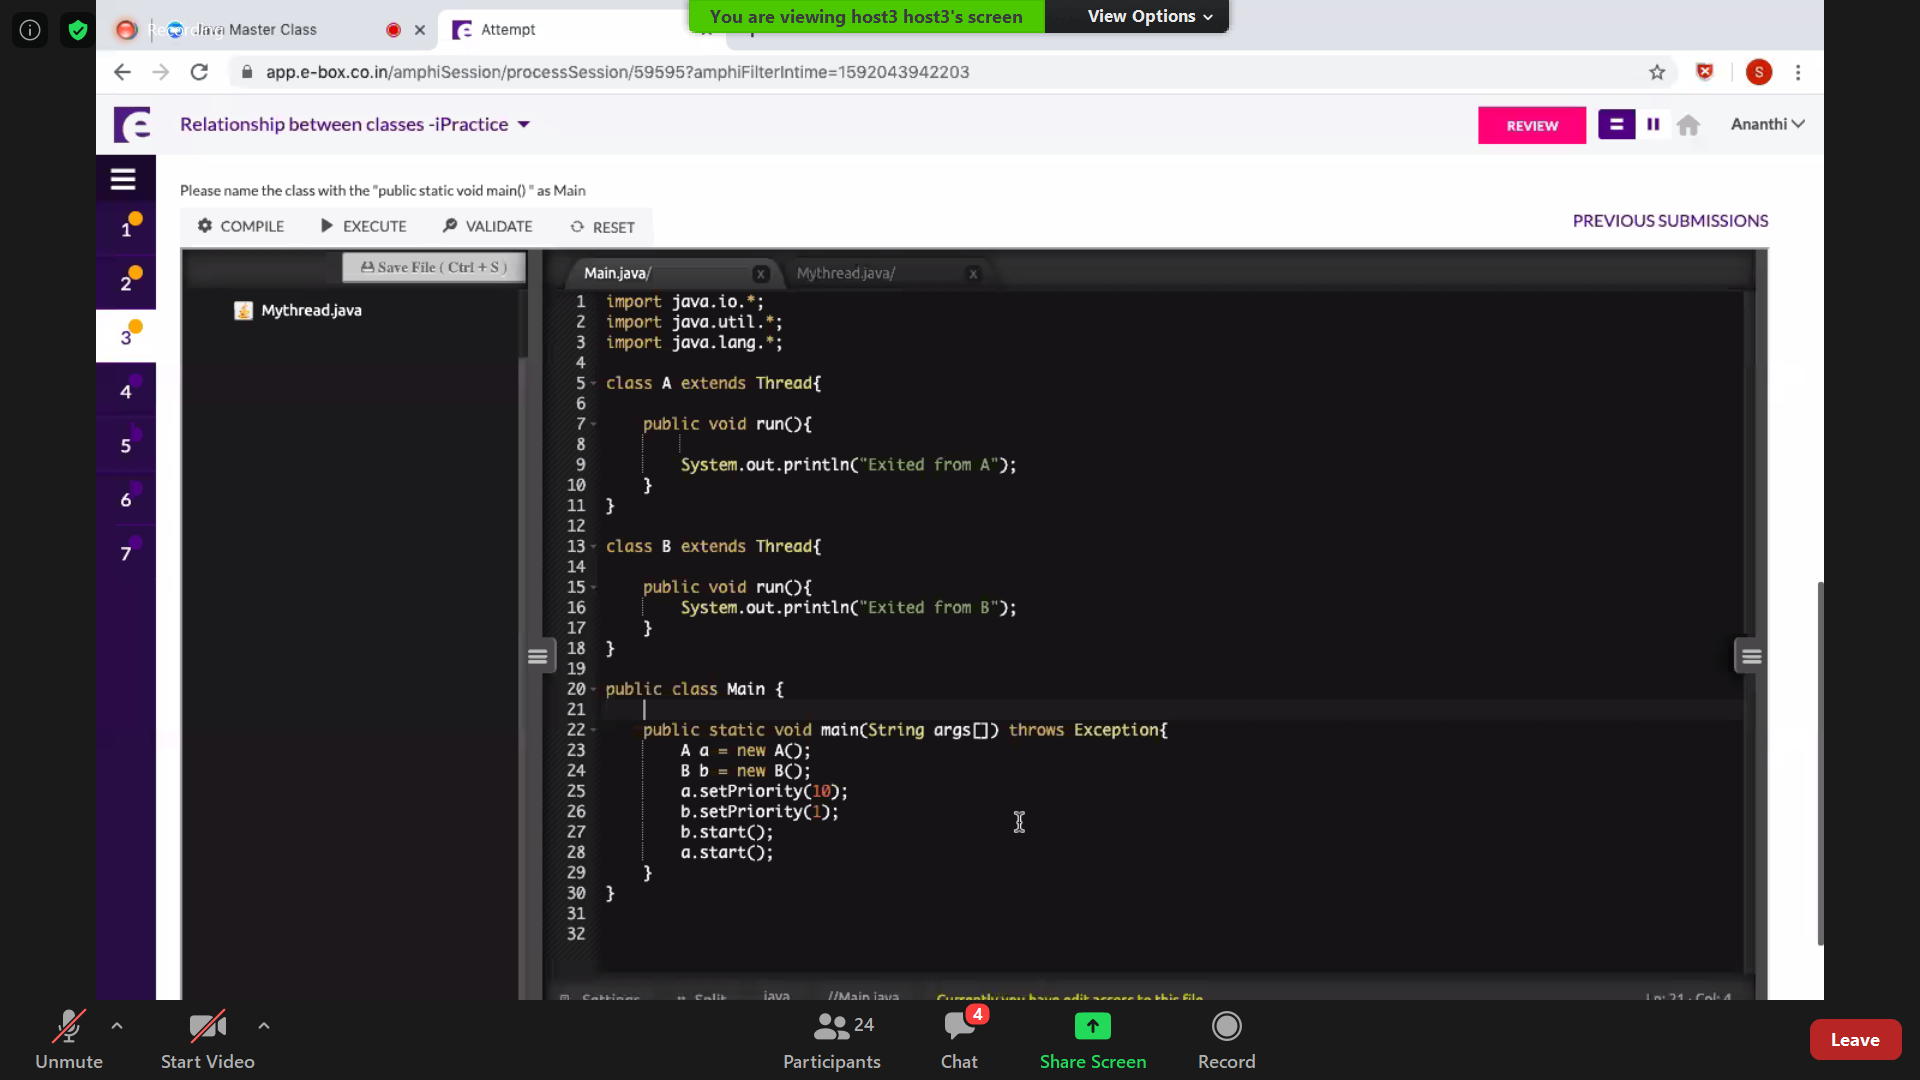 You are viewing host3 host3's screen
View Options
Recording
Java Master Class
Attempt
app.e-box.co.in/amphiSession/processSession/59595?amphiFilterIntime=1592043942203
S
Relationship between classes -iPractice
REVIEW
Ananthi
Please name the class with the "public static void main() " as Main
COMPILE
EXECUTE
VALIDATE
RESET
PREVIOUS SUBMISSIONS
1
2
3
4
5
6
7
Save File ( Ctrl + S )
Mythread.java
Main.java/ x
Mythread.java/ x
1 import java.io.*;
2 import java.util.*;
3 import java.lang.*;
4
5 class A extends Thread{
6
7 public void run(){
8
9 System.out.println("Exited from A");
10 }
11 }
12
13 class B extends Thread{
14
15 public void run(){
16 System.out.println("Exited from B");
17 }
18 }
19
20 public class Main {
21
22 public static void main(String args[]) throws Exception{
23 A a = new A();
24 B b = new B();
25 a.setPriority(10);
26 b.setPriority(1);
27 b.start();
28 a.start();
29 }
30 }
31
32
Settings Split java //Main.java Currently you have edit access to this file Ln: 21 - Col: 4
Unmute
Start Video
24
Participants
4
Chat
Share Screen
Record
Leave